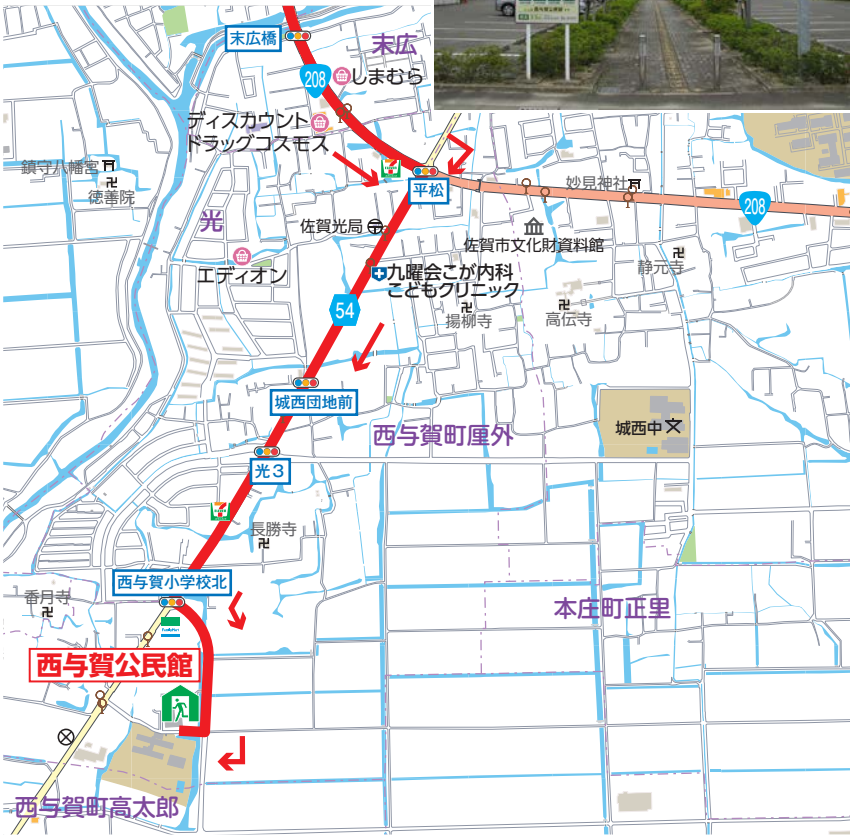 末広橋
末広
208
しまむら
ディスカウント
ドラッグコスモス
鎮守八幡宮
徳善院
平松
妙見神社
208
光
佐賀光局
佐賀市文化財資料館
エディオン
九曜会こが内科
こどもクリニック
静元寺
54
揚柳寺
高伝寺
城西団地前
西与賀町厘外
城西中
光3
長勝寺
西与賀小学校北
香月寺
本庄町正里
FamilyMart
西与賀公民館
西与賀町高太郎